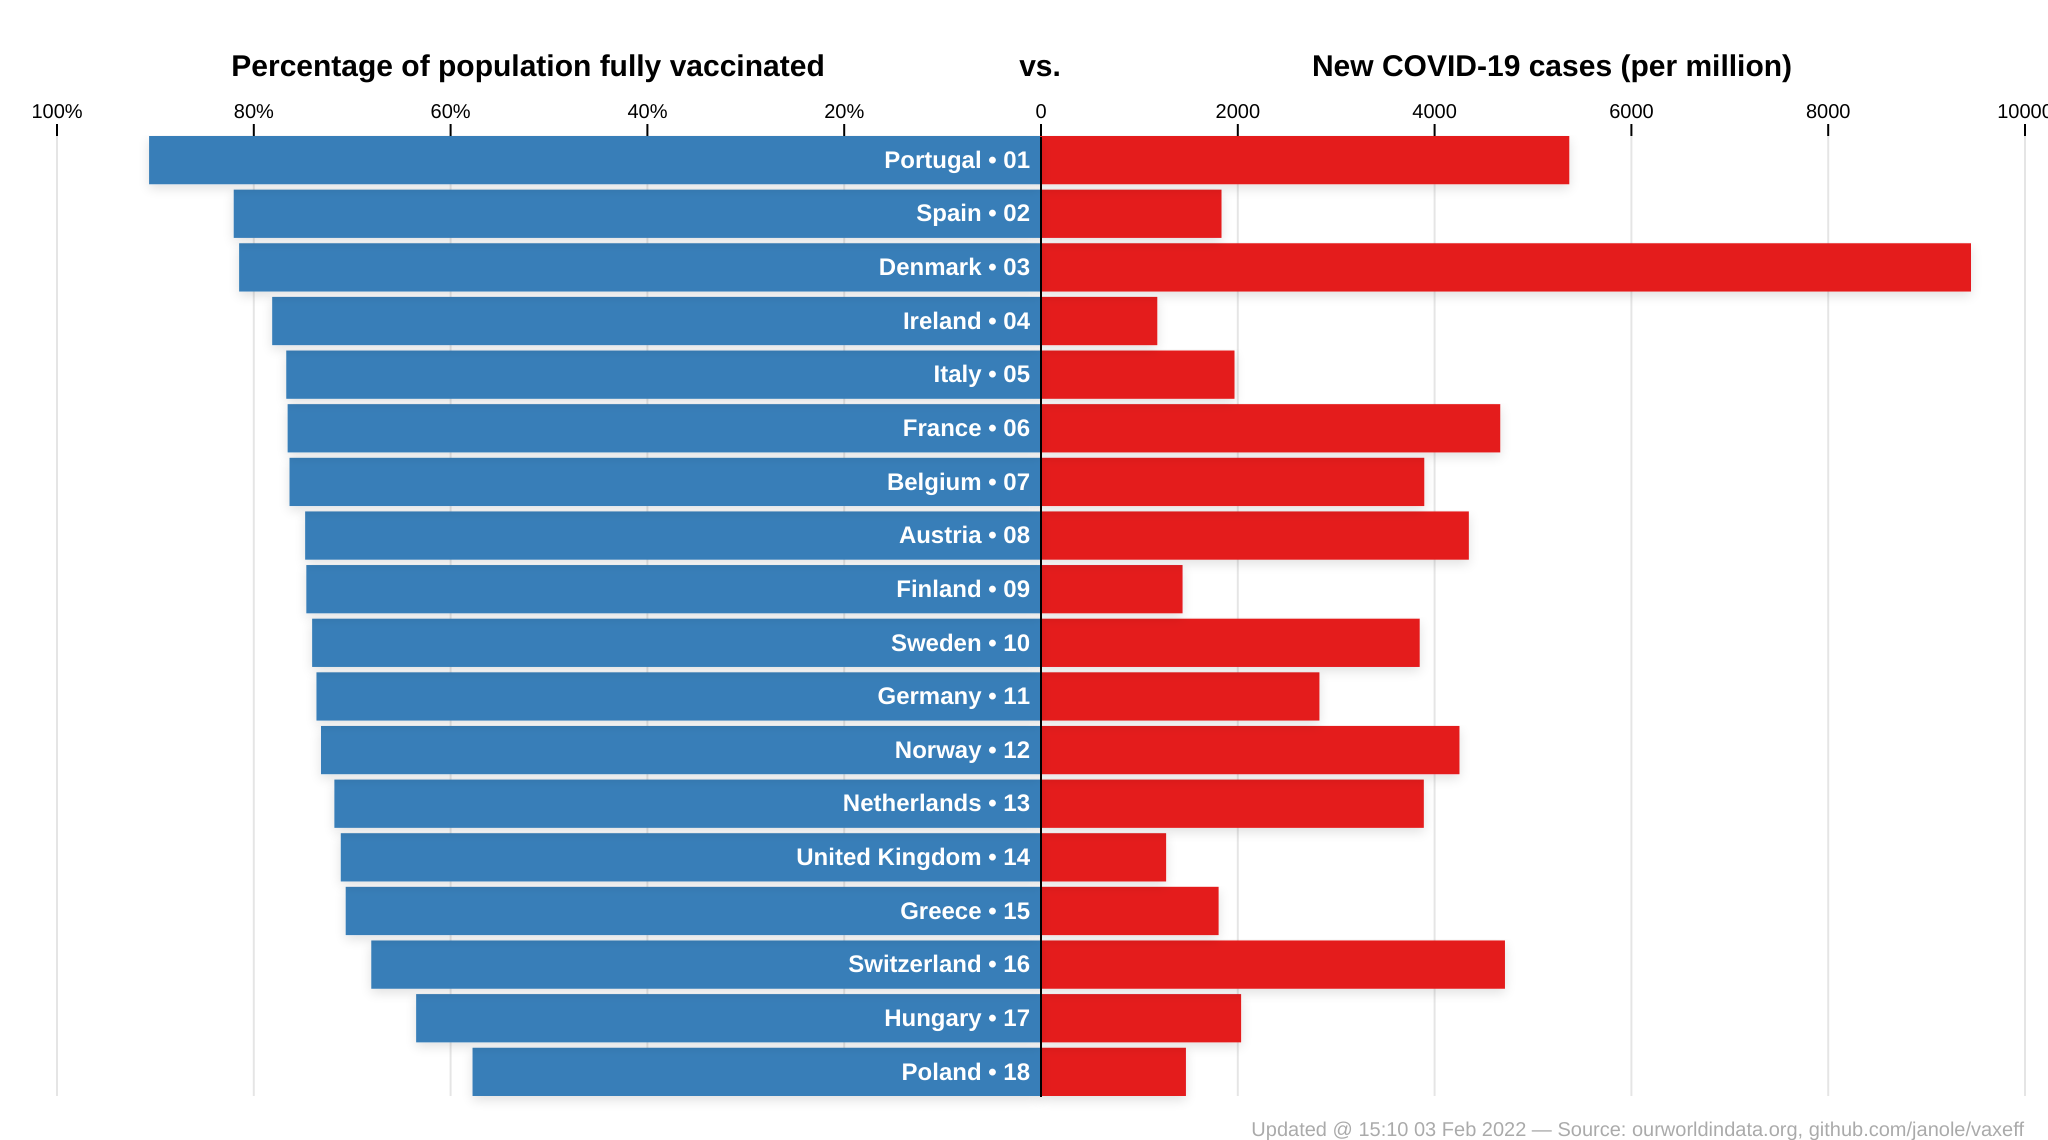 Percentage of population fully vaccinated vs. New COVID-19 cases (per million)
100% 80% 60% 40% 20% 0 2000 4000 6000 8000 10000
Portugal • 01
Spain • 02
Denmark • 03
Ireland • 04
Italy • 05
France • 06
Belgium • 07
Austria • 08
Finland • 09
Sweden • 10
Germany • 11
Norway • 12
Netherlands • 13
United Kingdom • 14
Greece • 15
Switzerland • 16
Hungary • 17
Poland • 18
Updated @ 15:10 03 Feb 2022 — Source: ourworldindata.org, github.com/janole/vaxeff